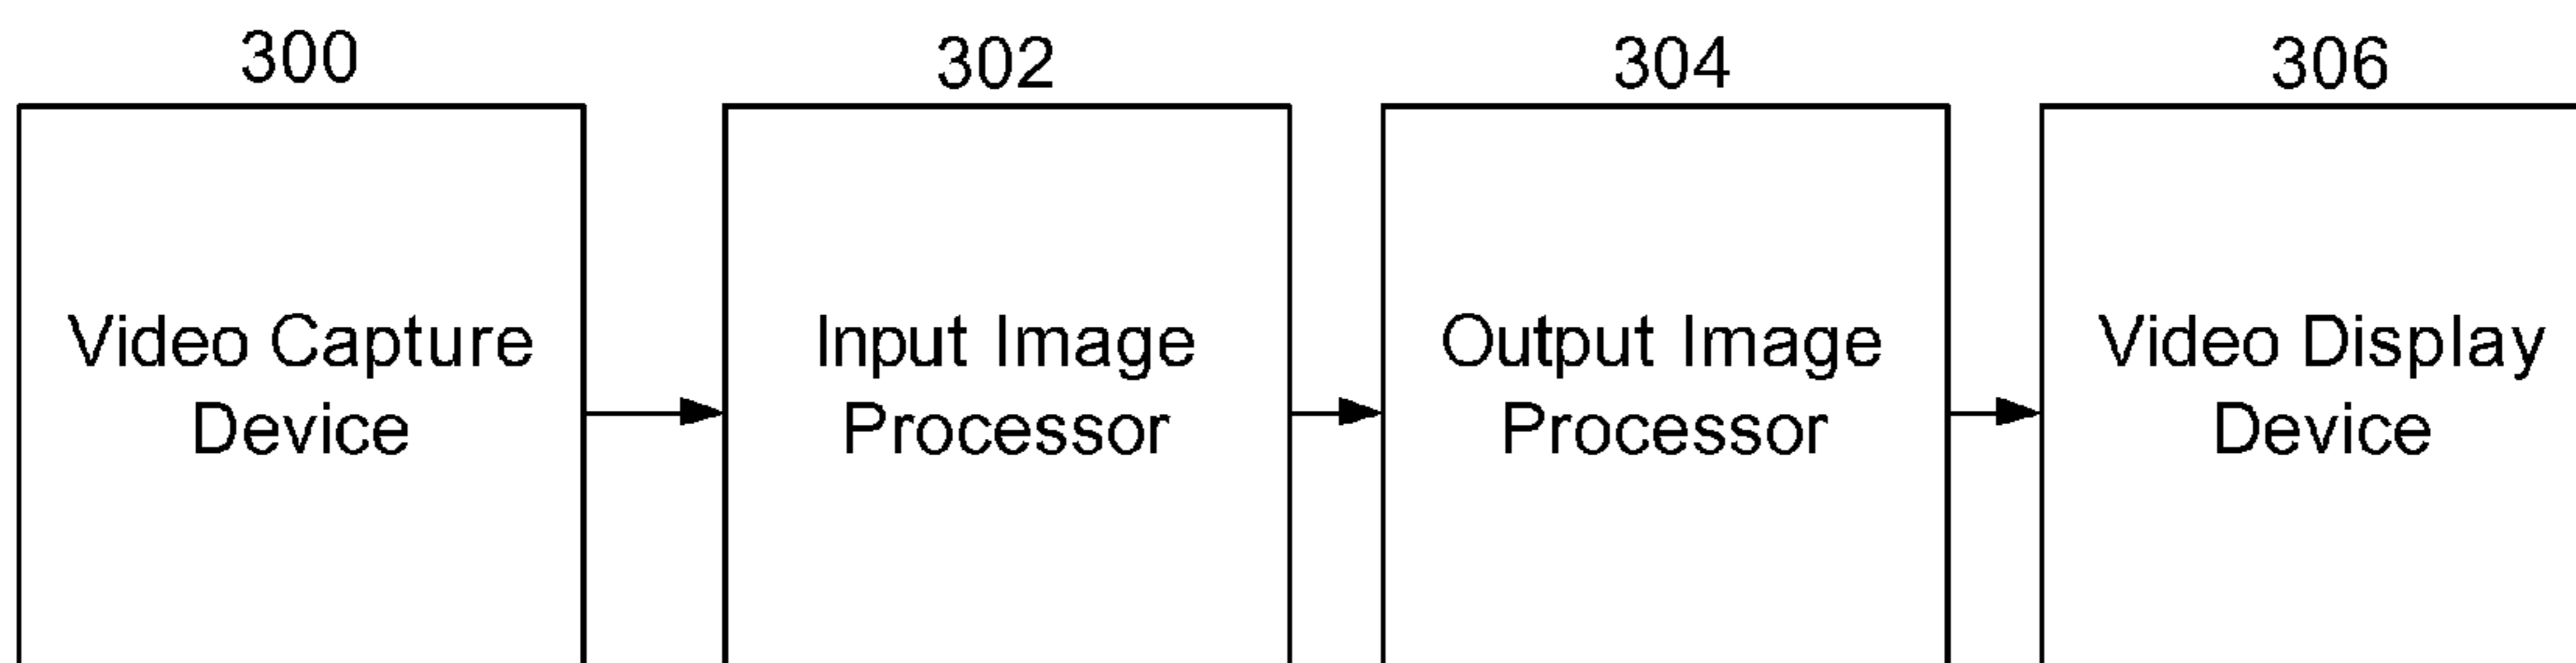 300
302
304
306
Video Capture
Device
Input Image
Processor
Output Image
Processor
Video Display
Device